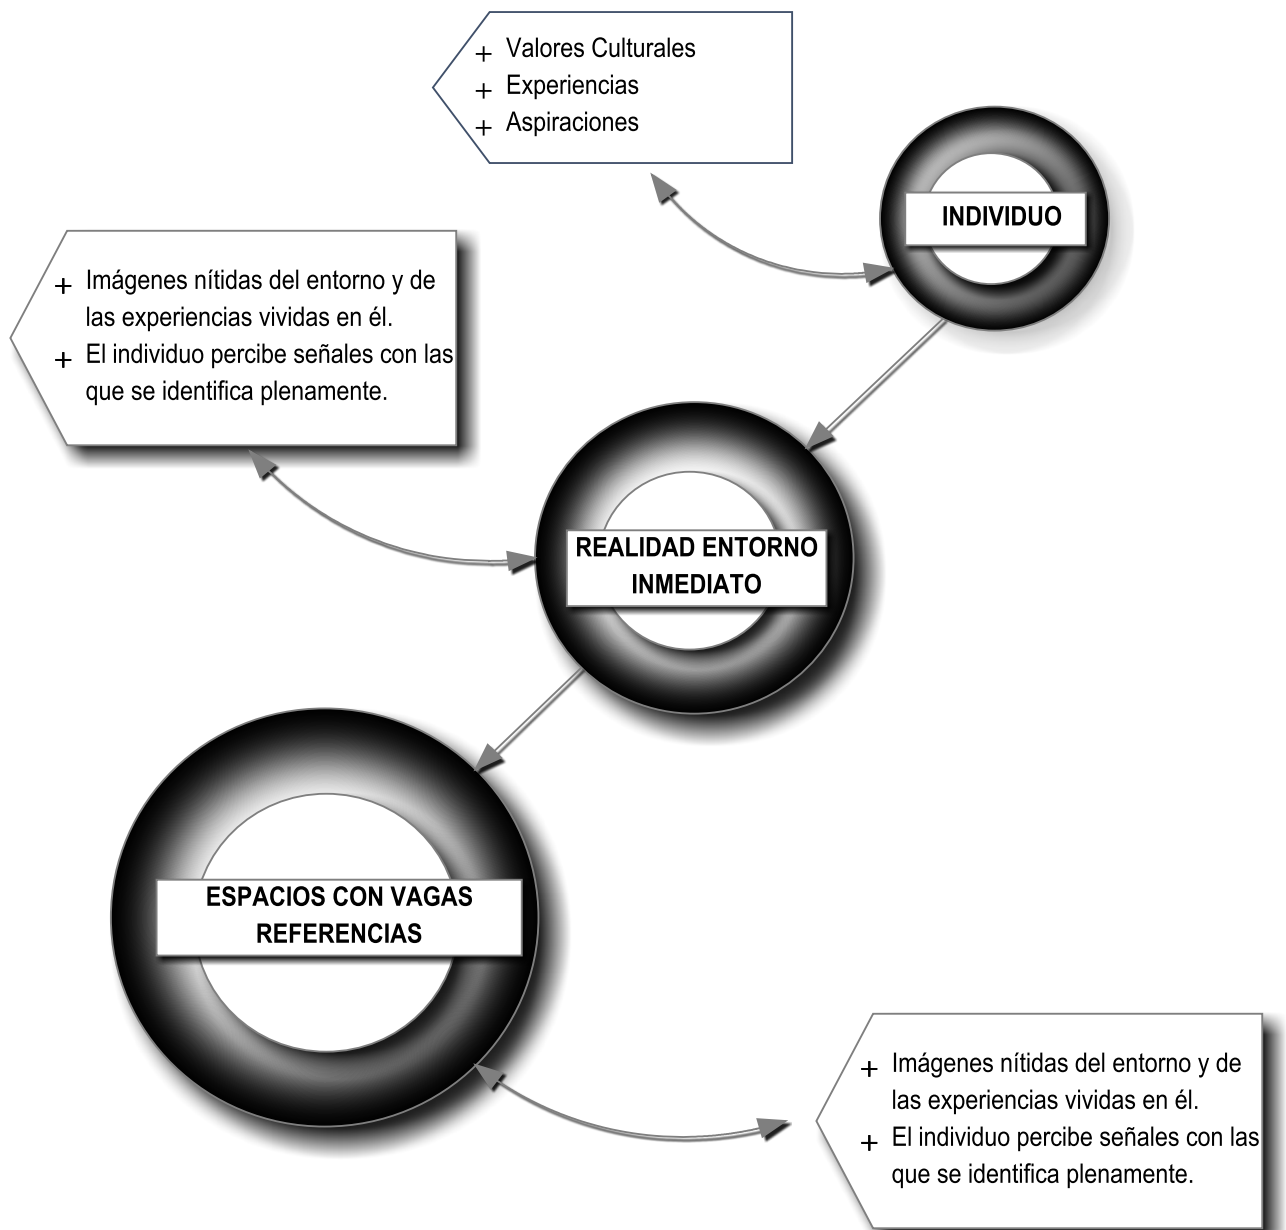 + Valores Culturales
+ Experiencias
+ Aspiraciones
INDIVIDUO
+ Imágenes nítidas del entorno y de
las experiencias vividas en él.
+ El individuo percibe señales con las
que se identifica plenamente.
REALIDAD ENTORNO
INMEDIATO
ESPACIOS CON VAGAS
REFERENCIAS
+ Imágenes nítidas del entorno y de
las experiencias vividas en él.
+ El individuo percibe señales con las
que se identifica plenamente.